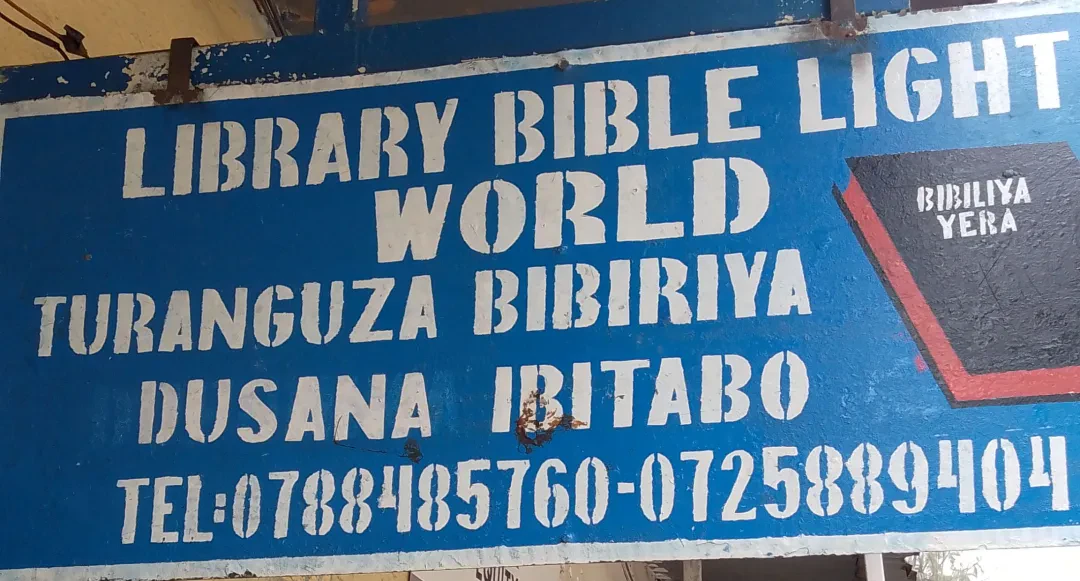 LIBRARY BIBLE LIGHT
WORLD
BIBILIYA
YERA
TURANGUZA BIBIRIYA
DUSANA IBITABO
TEL:0788485760-0725889404